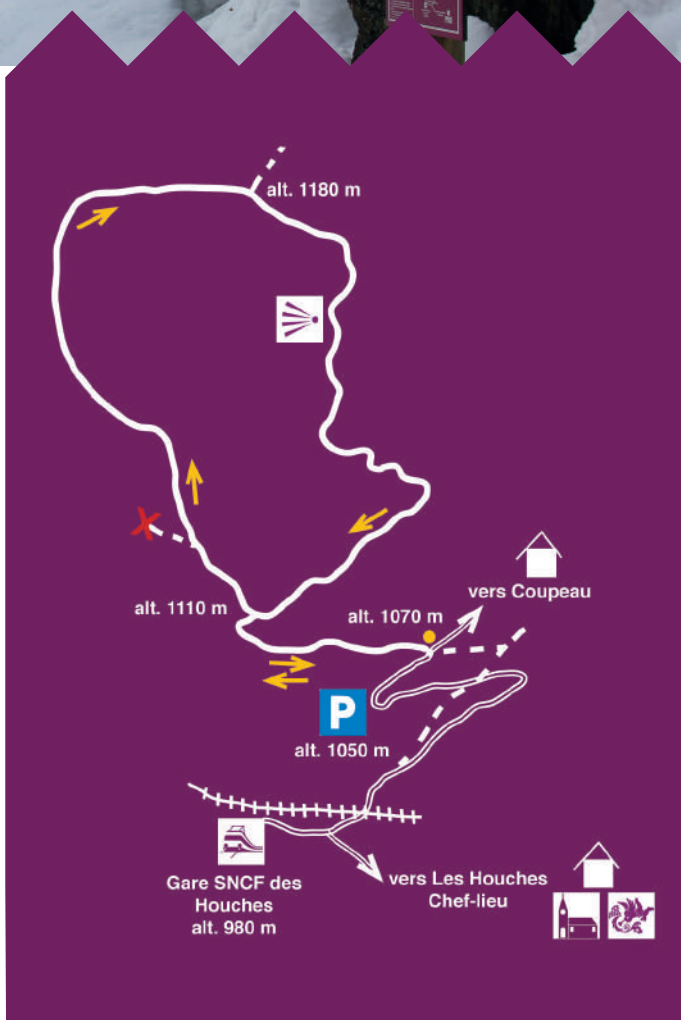 alt. 1180 m
alt. 1110 m
alt. 1070 m
vers Coupeau
P
alt. 1050 m
Gare SNCF des
Houches
alt. 980 m
vers Les Houches
Chef-lieu